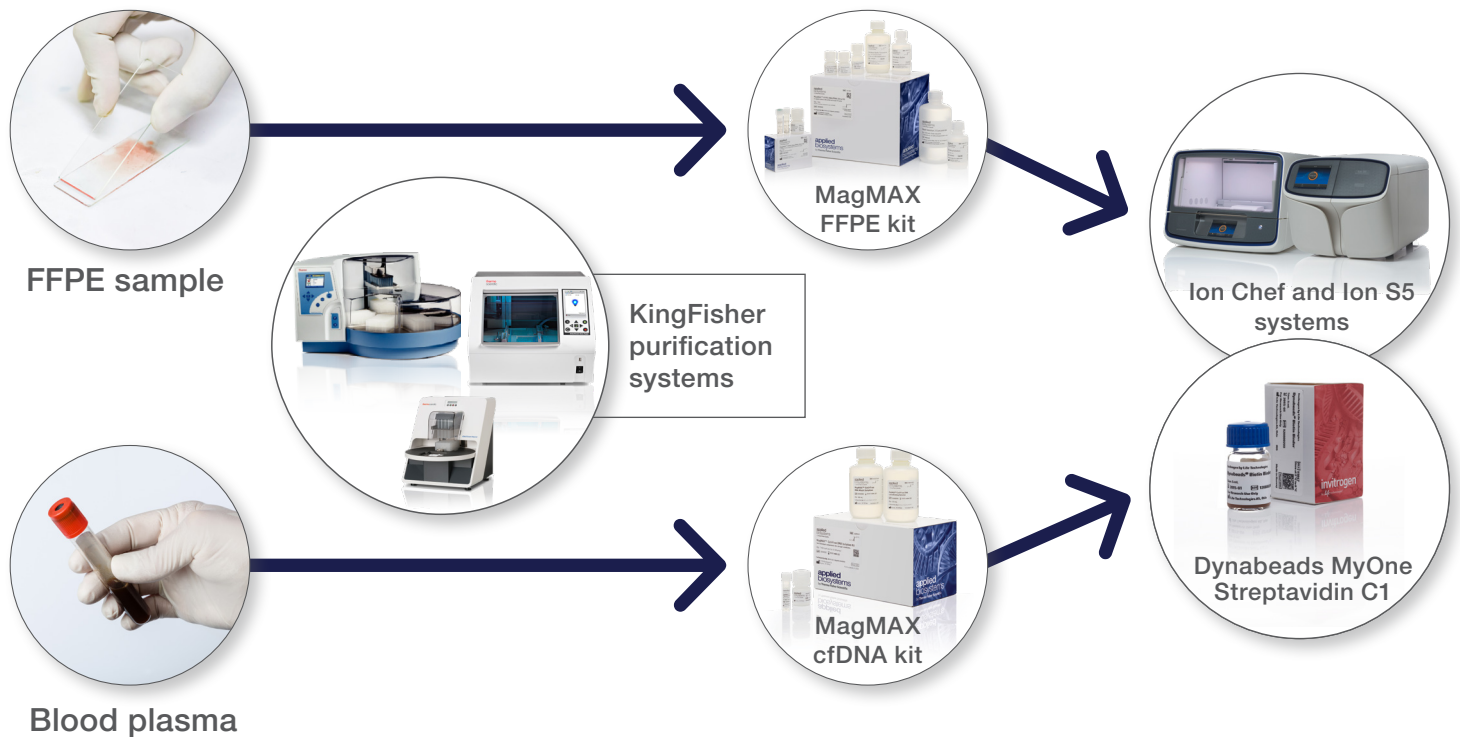 FFPE sample
KingFisher
purification
systems
Blood plasma
applied
biosystems
MagMAX
FFPE kit
applied
biosystems
MagMAX
cfDNA kit
Ion Chef and Ion S5
systems
invitrogen
Dynabeads MyOne
Streptavidin C1